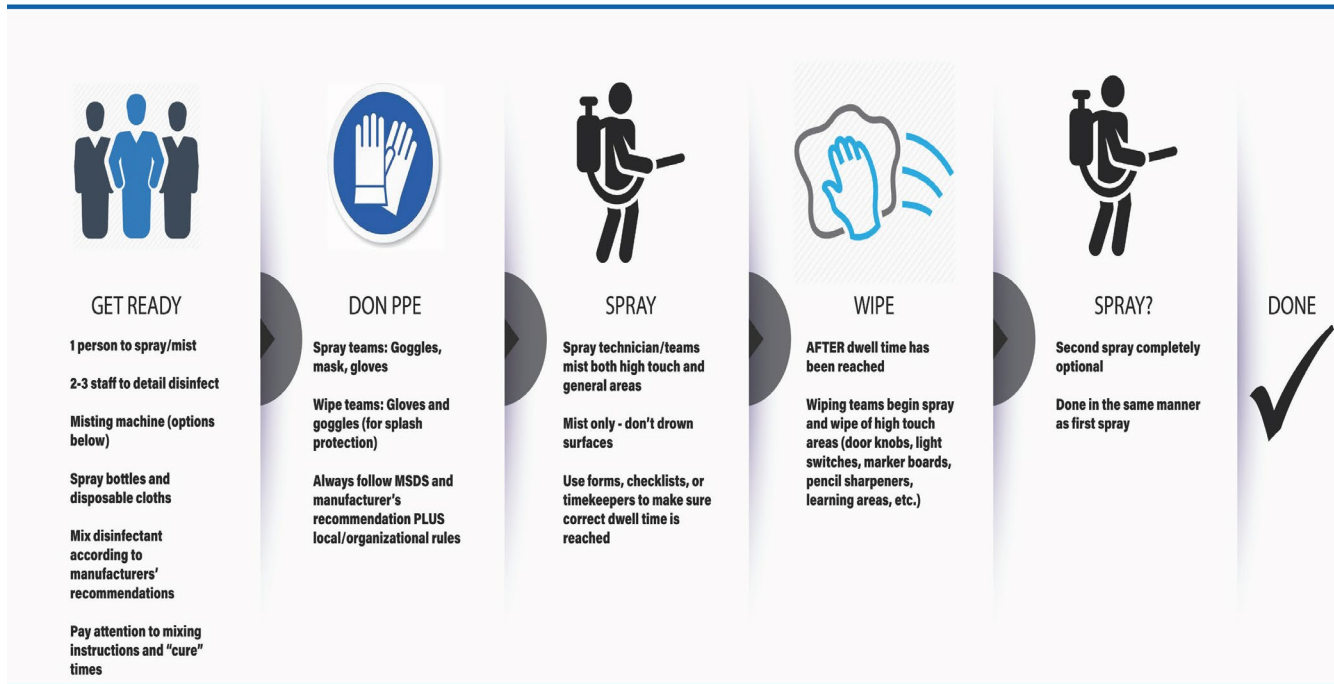 GET READY
1 person to spray/mist
2-3 staff to detail disinfect
Misting machine (options
below)
Spray bottles and
disposable cloths
Mix disinfectant
according to
manufacturers’
recommendations
Pay attention to mixing
instructions and “cure”
times
DON PPE
Spray teams: Goggles,
mask, gloves
Wipe teams: Gloves and
goggles (for splash
protection)
Always follow MSDS and
manufacturer’s
recommendation PLUS
local/organizational rules
SPRAY
Spray technician/teams
mist both high touch and
general areas
Mist only - don’t drown
surfaces
Use forms, checklists, or
timekeepers to make sure
correct dwell time is
reached
WIPE
AFTER dwell time has
been reached
Wiping teams begin spray
and wipe of high touch
areas (door knobs, light
switches, marker boards,
pencil sharpeners,
learning areas, etc.)
SPRAY?
Second spray completely
optional
Done in the same manner
as first spray
DONE